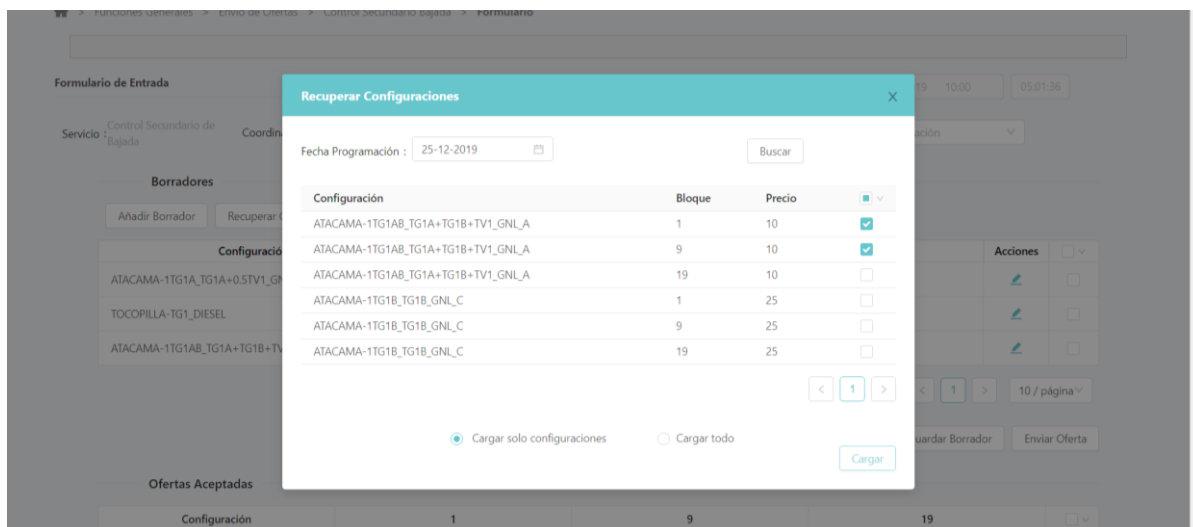 > Funciones Generales > Envío de Ofertas > Control Secundario Bajada > Formulario
Formulario de Entrada
19 10:00 05:01:36
Recuperar Configuraciones
Servicio : Control Secundario de Bajada Coordin ación
Fecha Programación : 25-12-2019 Buscar
Borradores
Añadir Borrador Recuperar
Configuració Acciones
ATACAMA-1TG1A_TG1A+0.5TV1_GN
TOCOPILLA-TG1_DIESEL
ATACAMA-1TG1AB_TG1A+TG1B+TV
Configuración Bloque Precio
ATACAMA-1TG1AB_TG1A+TG1B+TV1_GNL_A 1 10
ATACAMA-1TG1AB_TG1A+TG1B+TV1_GNL_A 9 10
ATACAMA-1TG1AB_TG1A+TG1B+TV1_GNL_A 19 10
ATACAMA-1TG1B_TG1B_GNL_C 1 25
ATACAMA-1TG1B_TG1B_GNL_C 9 25
ATACAMA-1TG1B_TG1B_GNL_C 19 25
< 1 >
< 1 > 10 / página
Cargar solo configuraciones Cargar todo
Cargar
uardar Borrador Enviar Oferta
Ofertas Aceptadas
Configuración 1 9 19